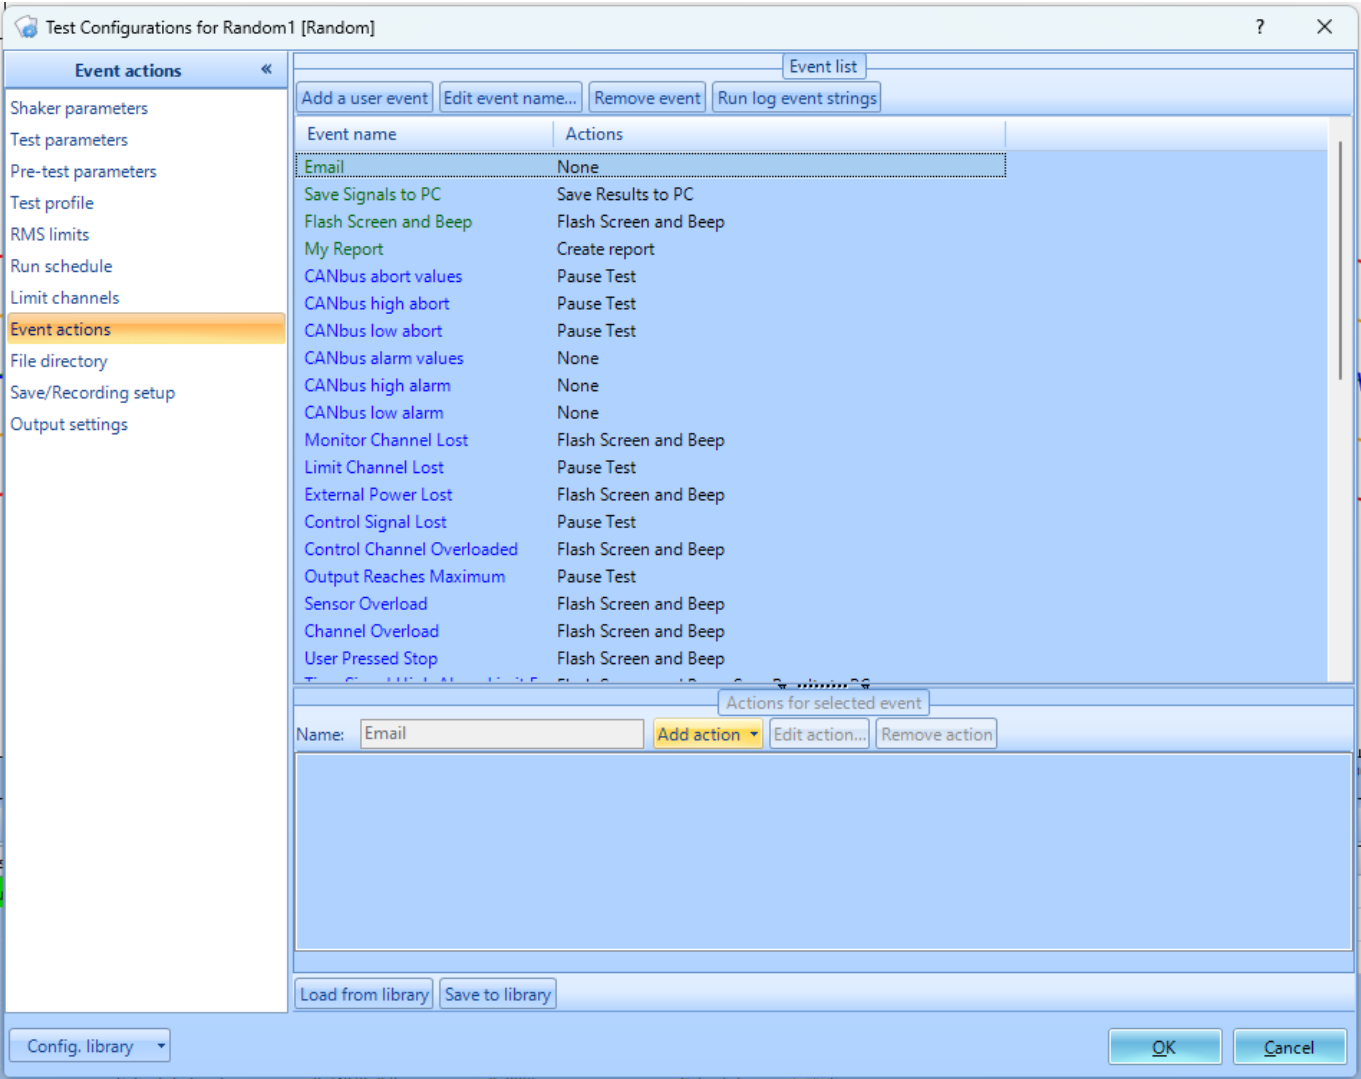 Test Configurations for Random1 [Random]
?
Event actions «
Shaker parameters
Test parameters
Pre-test parameters
Test profile
RMS limits
Run schedule
Limit channels
Event actions
File directory
Save/Recording setup
Output settings
Event list
Add a user event Edit event name... Remove event Run log event strings
Event name Actions
Email None
Save Signals to PC Save Results to PC
Flash Screen and Beep Flash Screen and Beep
My Report Create report
CANbus abort values Pause Test
CANbus high abort Pause Test
CANbus low abort Pause Test
CANbus alarm values None
CANbus high alarm None
CANbus low alarm None
Monitor Channel Lost Flash Screen and Beep
Limit Channel Lost Pause Test
External Power Lost Flash Screen and Beep
Control Signal Lost Pause Test
Control Channel Overloaded Flash Screen and Beep
Output Reaches Maximum Pause Test
Sensor Overload Flash Screen and Beep
Channel Overload Flash Screen and Beep
User Pressed Stop Flash Screen and Beep
Actions for selected event
Name: Email Add action Edit action... Remove action
Load from library Save to library
Config. library OK Cancel